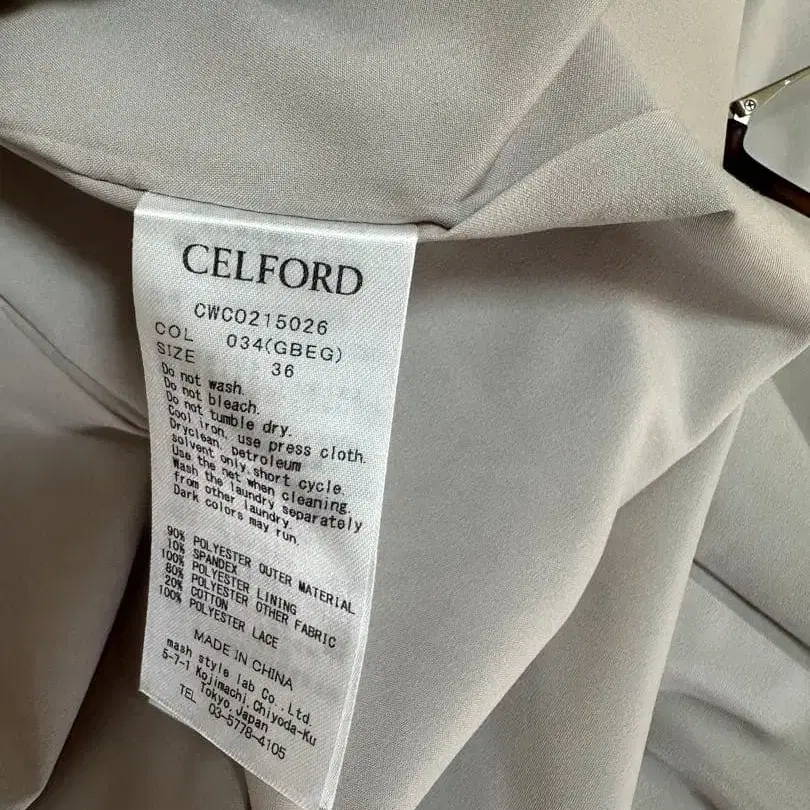 CELFORD
CWCO215026
COL 034(GBEG)
SIZE 36
Do not wash.
Do not bleach.
Do not tumble dry.
Cool iron, use press cloth.
Dryclean, petroleum
solvent only, short cycle.
Use the net when cleaning.
Wash the laundry separately
from other laundry.
Dark colors may run.
90% POLYESTER OUTER MATERIAL
10% SPANDEX
100% POLYESTER LINING
80% POLYESTER OTHER FABRIC
20% COTTON
100% POLYESTER LACE
MADE IN CHINA
mash style lab Co.,Ltd.
5-7-1 Kojimachi,Chiyoda-Ku
Tokyo,Japan
TEL 03-5778-4105